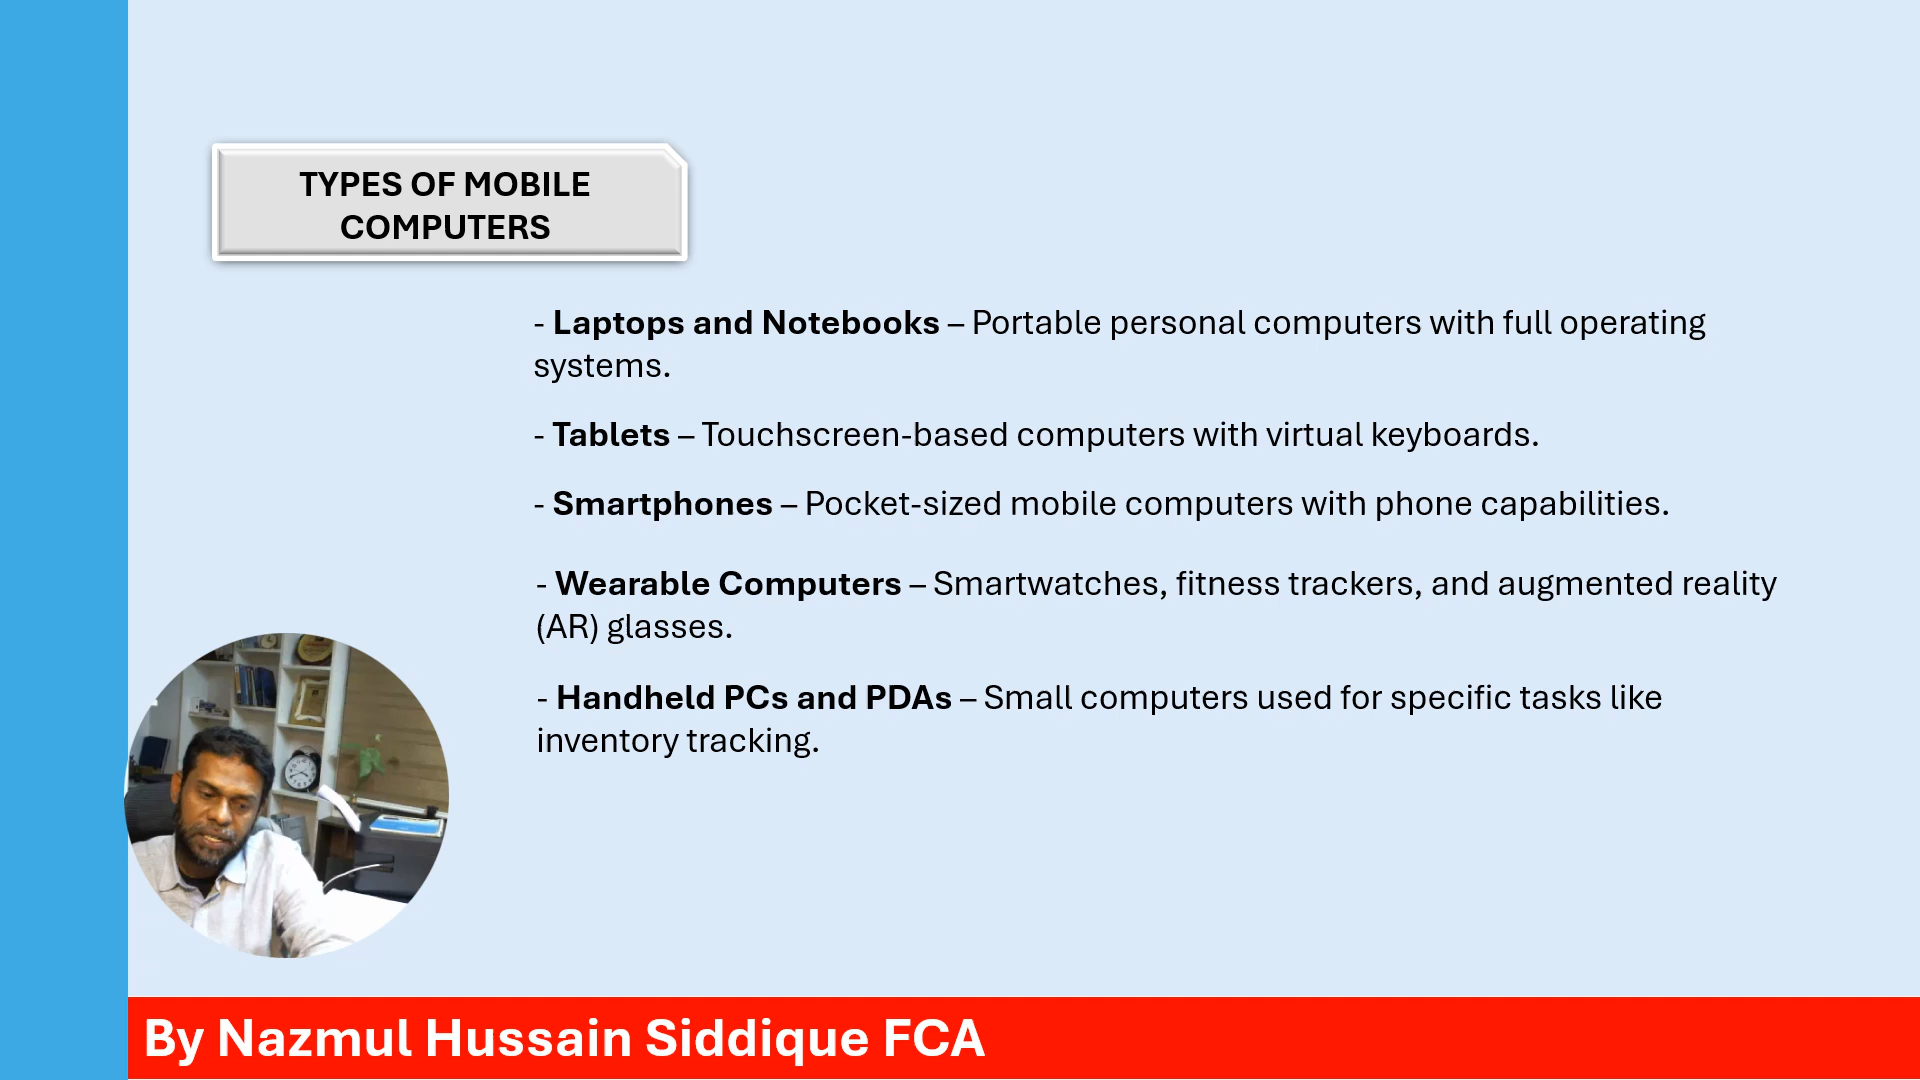 TYPES OF MOBILE
COMPUTERS
- Laptops and Notebooks – Portable personal computers with full operating
systems.
- Tablets – Touchscreen-based computers with virtual keyboards.
- Smartphones – Pocket-sized mobile computers with phone capabilities.
- Wearable Computers – Smartwatches, fitness trackers, and augmented reality
(AR) glasses.
- Handheld PCs and PDAs – Small computers used for specific tasks like
inventory tracking.
By Nazmul Hussain Siddique FCA